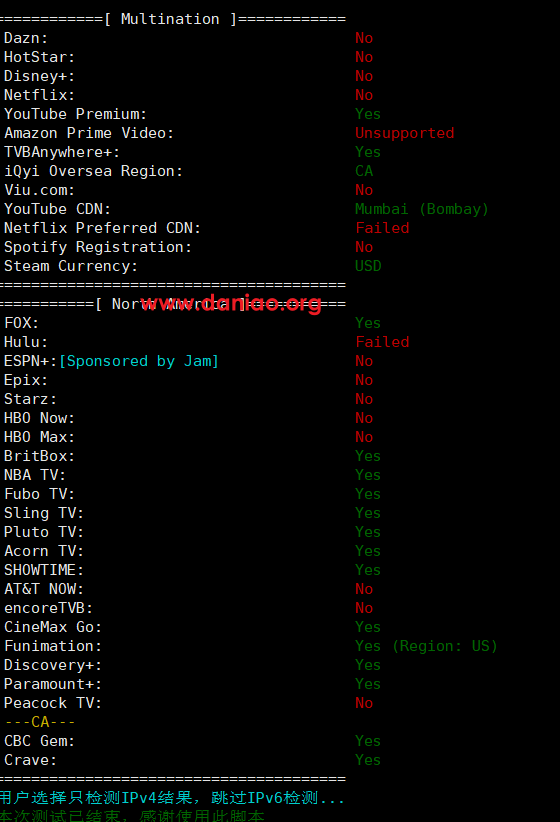 ============[ Multination ]============
Dazn: No
HotStar: No
Disney+: No
Netflix: No
YouTube Premium: Yes
Amazon Prime Video: Unsupported
TVBAnywhere+: Yes
iQyi Oversea Region: CA
Viu.com: No
YouTube CDN: Mumbai (Bombay)
Netflix Preferred CDN: Failed
Spotify Registration: No
Steam Currency: USD
=======================================
===========[ North America ]===========
www.daniao.org
FOX: Yes
Hulu: Failed
ESPN+:[Sponsored by Jam] No
Epix: No
Starz: No
HBO Now: No
HBO Max: No
BritBox: Yes
NBA TV: Yes
Fubo TV: Yes
Sling TV: Yes
Pluto TV: Yes
Acorn TV: Yes
SHOWTIME: Yes
AT&T NOW: No
encoreTVB: No
CineMax Go: Yes
Funimation: Yes (Region: US)
Discovery+: Yes
Paramount+: Yes
Peacock TV: No
---CA---
CBC Gem: Yes
Crave: Yes
=======================================
用户选择只检测IPv4结果，跳过IPv6检测...
本次测试已结束，感谢使用此脚本